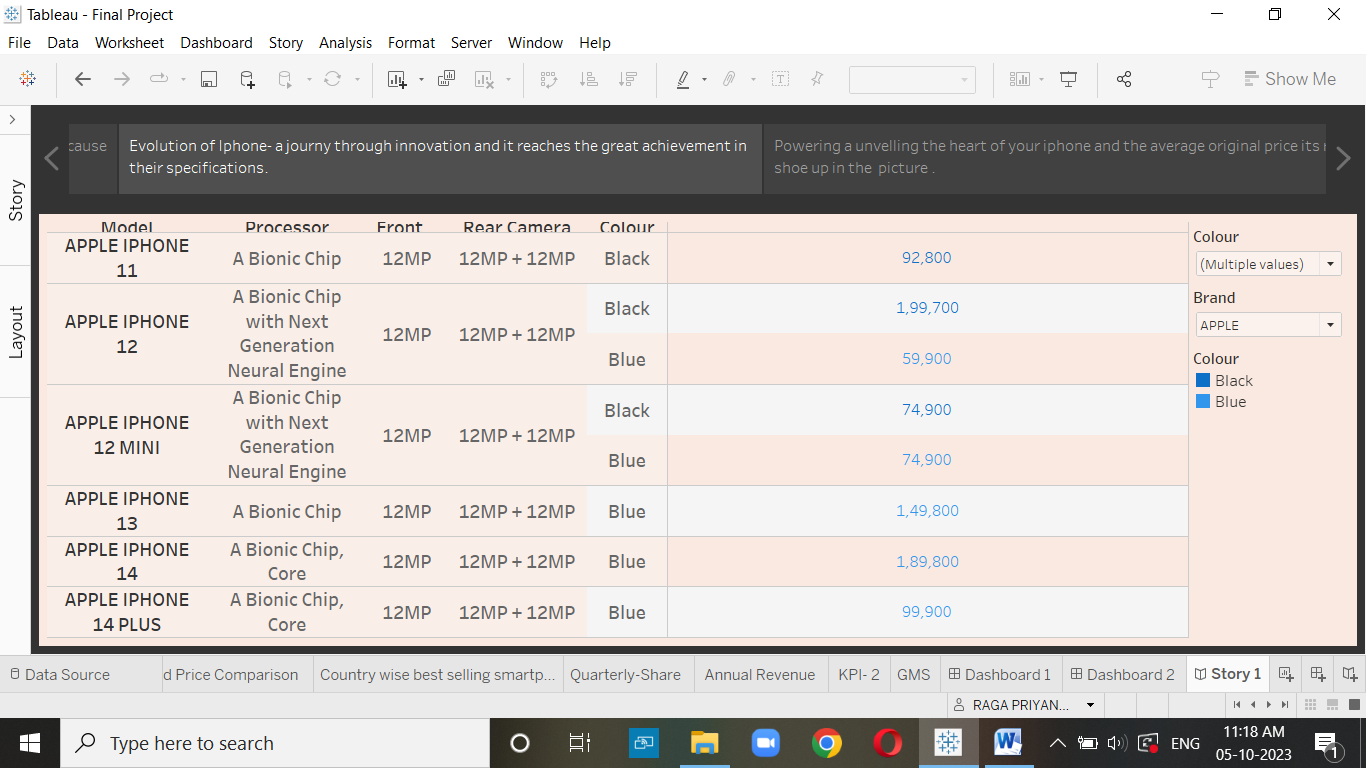 Tableau - Final Project
File Data Worksheet Dashboard Story Analysis Format Server Window Help
Show Me
Story
Layout
cause
Evolution of Iphone- a journy through innovation and it reaches the great achievement in
their specifications.
Powering a unvelling the heart of your iphone and the average original price its
shoe up in the picture .
Model Processor Front Rear Camera Colour
APPLE IPHONE
11
A Bionic Chip
12MP
12MP + 12MP
Black
92,800
APPLE IPHONE
12
A Bionic Chip
with Next
Generation
Neural Engine
12MP
12MP + 12MP
Black
1,99,700
Blue
59,900
APPLE IPHONE
12 MINI
A Bionic Chip
with Next
Generation
Neural Engine
12MP
12MP + 12MP
Black
74,900
Blue
74,900
APPLE IPHONE
13
A Bionic Chip
12MP
12MP + 12MP
Blue
1,49,800
APPLE IPHONE
14
A Bionic Chip,
Core
12MP
12MP + 12MP
Blue
1,89,800
APPLE IPHONE
14 PLUS
A Bionic Chip,
Core
12MP
12MP + 12MP
Blue
99,900
Colour
(Multiple values)
Brand
APPLE
Colour
Black
Blue
Data Source d Price Comparison Country wise best selling smartp... Quarterly-Share Annual Revenue KPI- 2 GMS Dashboard 1 Dashboard 2 Story 1
RAGA PRIYAN...
Type here to search
ENG
11:18 AM
05-10-2023
1